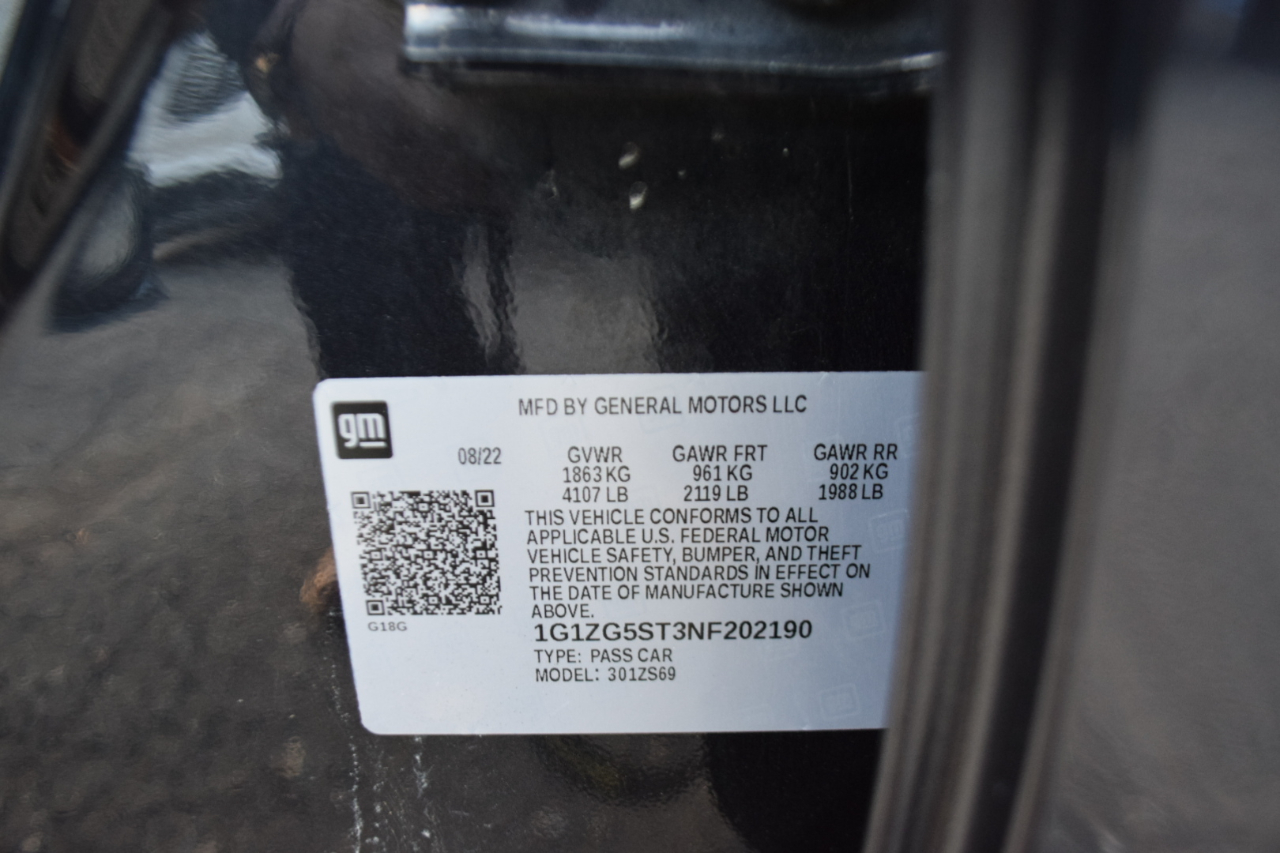 gm
MFD BY GENERAL MOTORS LLC
08/22 GVWR GAWR FRT GAWR RR
1863 KG 961 KG 902 KG
4107 LB 2119 LB 1988 LB
THIS VEHICLE CONFORMS TO ALL
APPLICABLE U.S. FEDERAL MOTOR
VEHICLE SAFETY, BUMPER, AND THEFT
PREVENTION STANDARDS IN EFFECT ON
THE DATE OF MANUFACTURE SHOWN
ABOVE.
G18G
1G1ZG5ST3NF202190
TYPE: PASS CAR
MODEL: 301ZS69